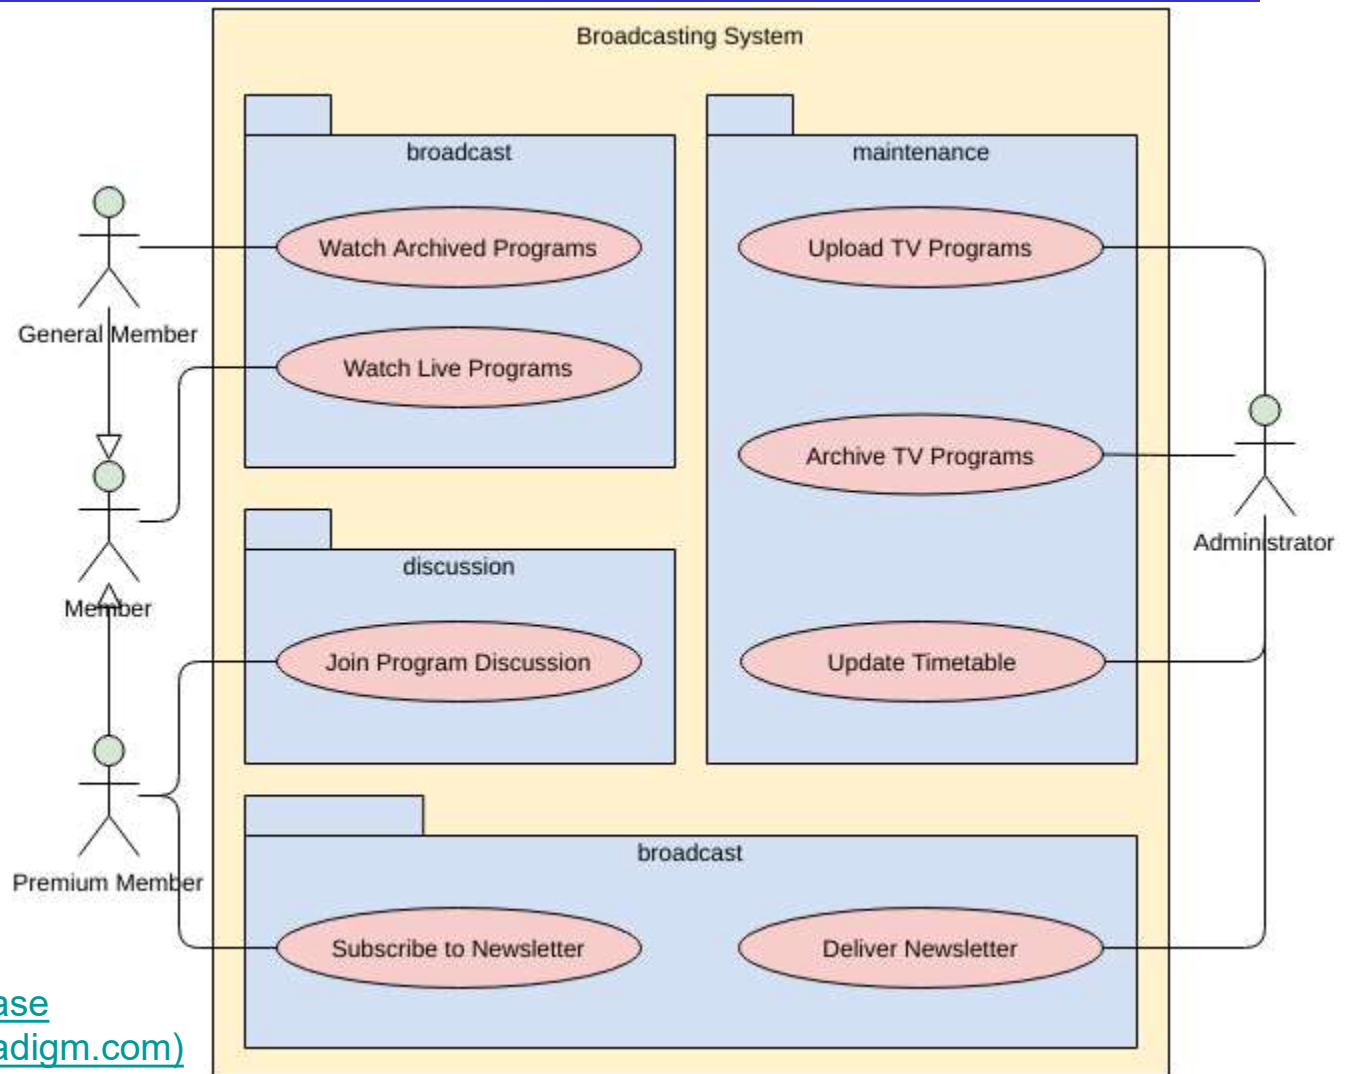 Broadcasting System
broadcast
maintenance
Watch Archived Programs
Upload TV Programs
General Member
Watch Live Programs
Archive TV Programs
Administrator
discussion
Member
Join Program Discussion
Update Timetable
broadcast
Premium Member
Subscribe to Newsletter
Deliver Newsletter
ase
adigm.com)